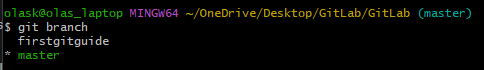 olask@olas_laptop MINGW64 ~/OneDrive/Desktop/GitLab/GitLab (master)
$ git branch
  firstgitguide
* master